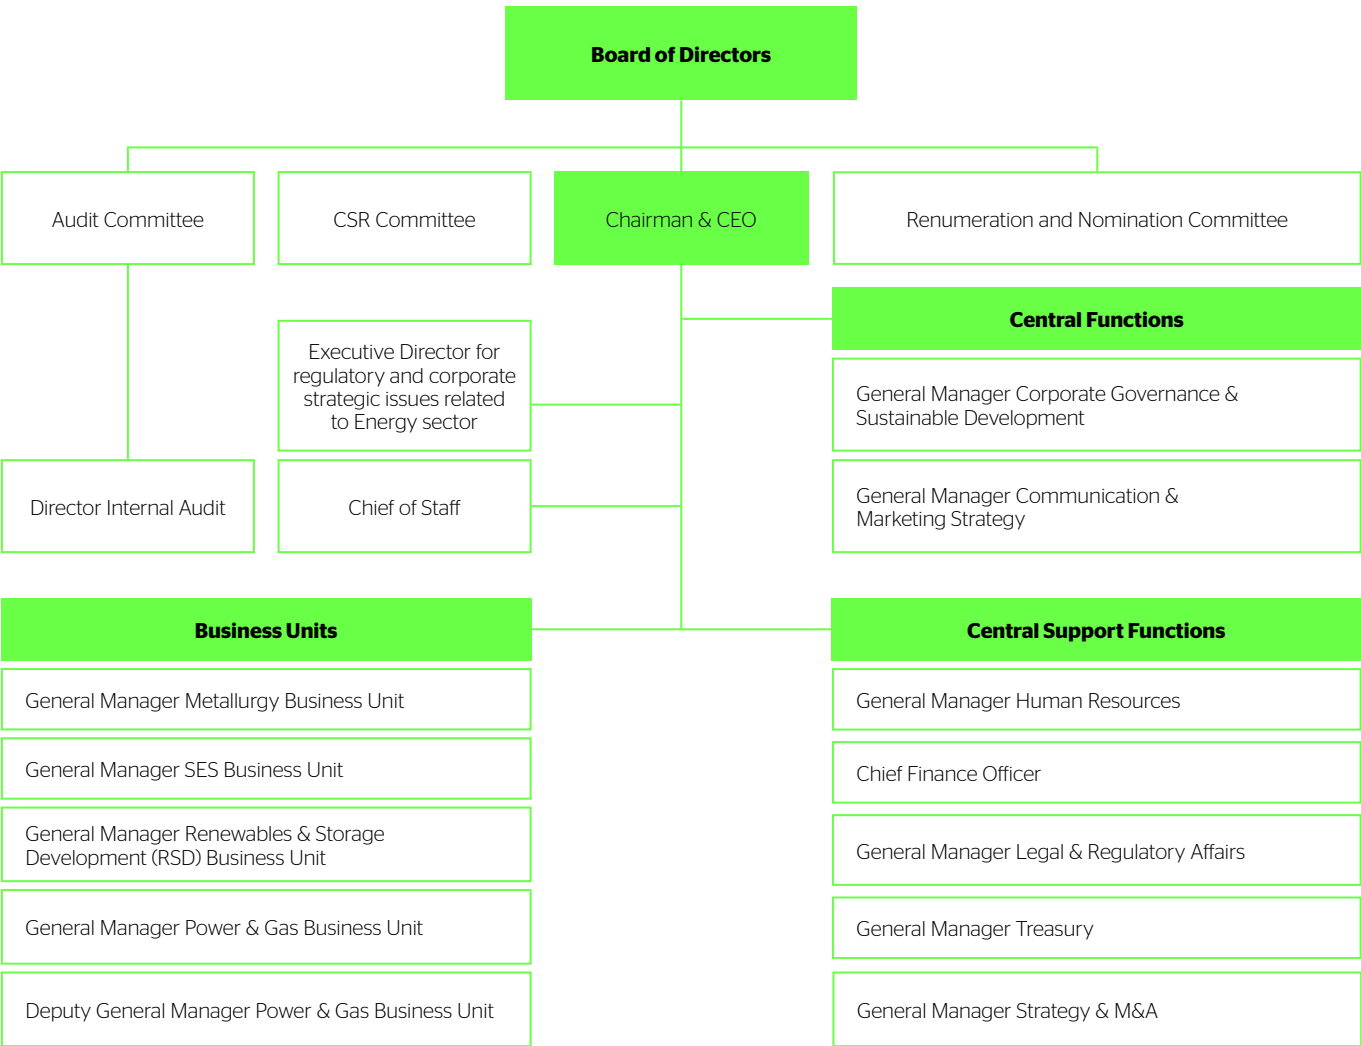 Board of Directors
Audit Committee
CSR Committee
Chairman & CEO
Renumeration and Nomination Committee
Executive Director for
regulatory and corporate
strategic issues related
to Energy sector
Central Functions
General Manager Corporate Governance &
Sustainable Development
Director Internal Audit
Chief of Staff
General Manager Communication &
Marketing Strategy
Business Units
General Manager Metallurgy Business Unit
General Manager SES Business Unit
General Manager Renewables & Storage
Development (RSD) Business Unit
General Manager Power & Gas Business Unit
Deputy General Manager Power & Gas Business Unit
Central Support Functions
General Manager Human Resources
Chief Finance Officer
General Manager Legal & Regulatory Affairs
General Manager Treasury
General Manager Strategy & M&A